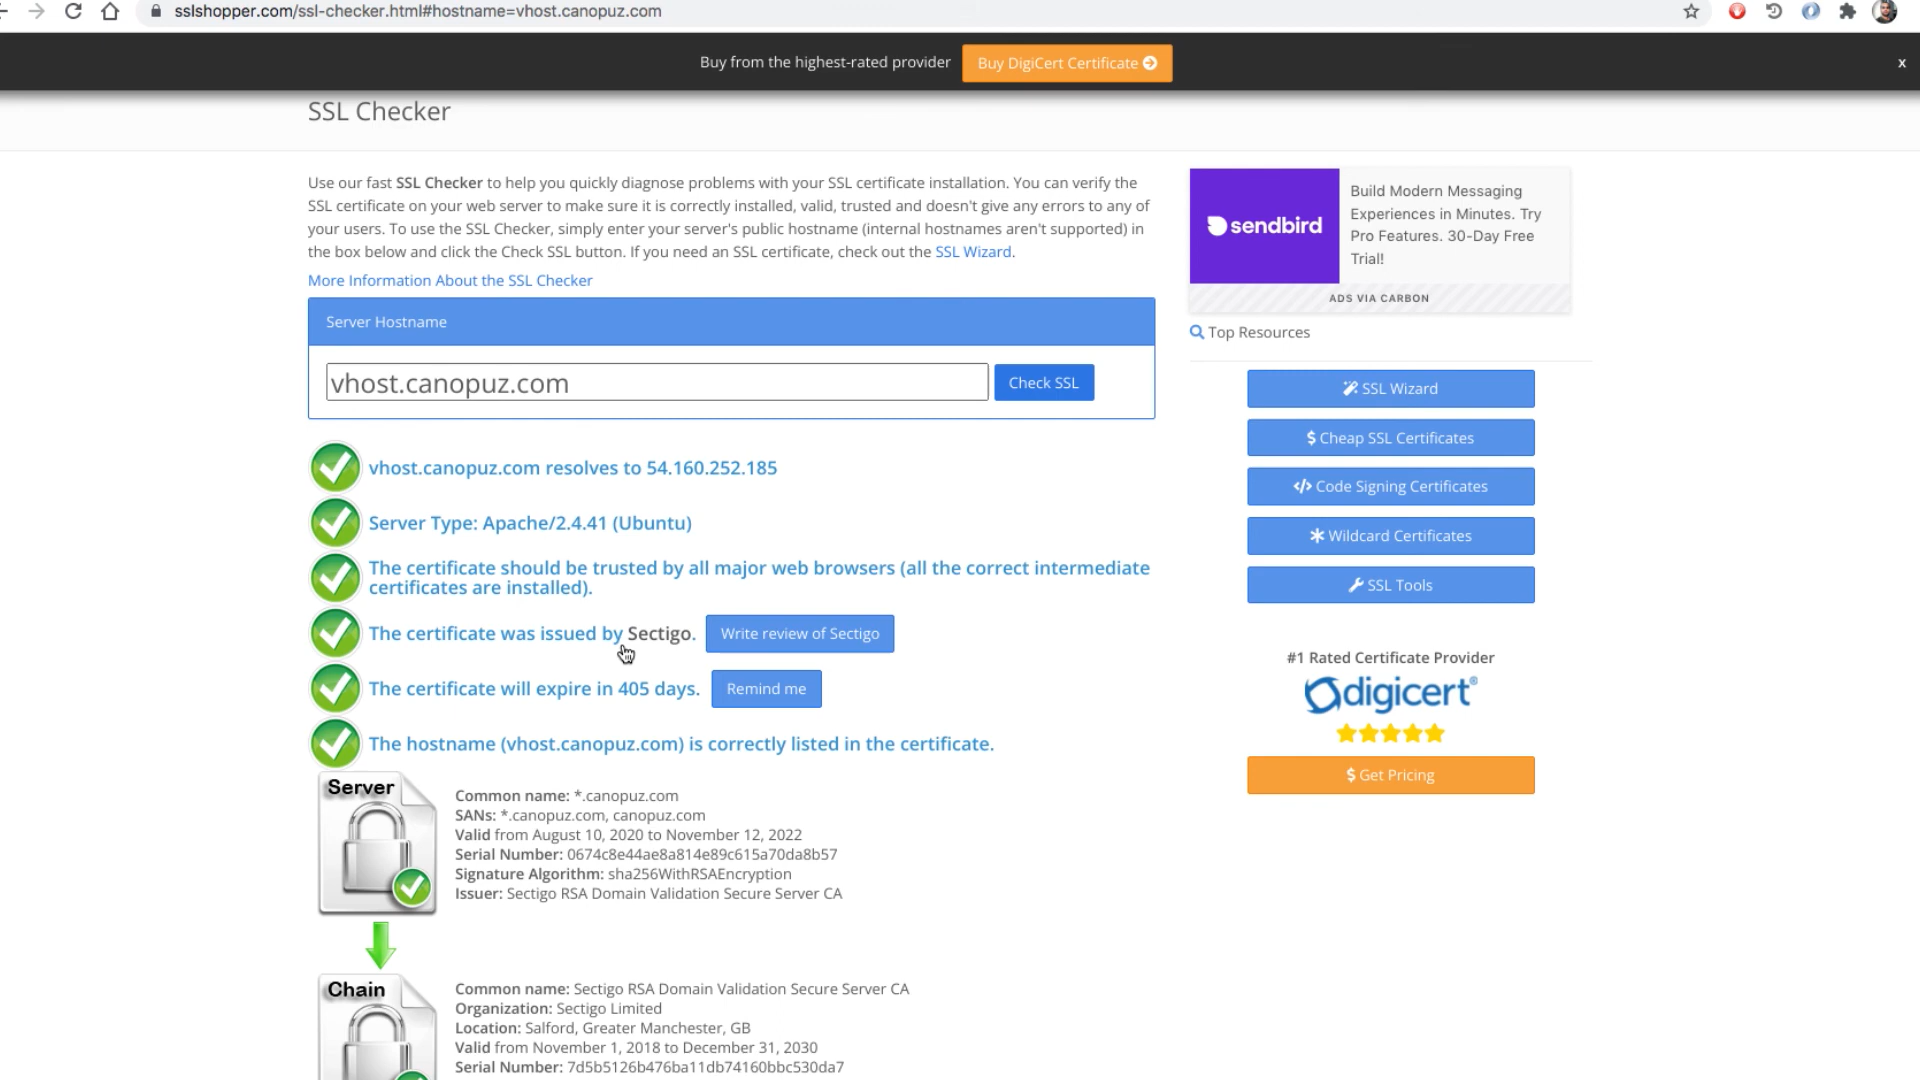 sslshopper.com/ssl-checker.html#hostname=vhost.canopuz.com
Buy from the highest-rated provider
Buy DigiCert Certificate
x
SSL Checker
Use our fast SSL Checker to help you quickly diagnose problems with your SSL certificate installation. You can verify the
SSL certificate on your web server to make sure it is correctly installed, valid, trusted and doesn't give any errors to any of
your users. To use the SSL Checker, simply enter your server's public hostname (internal hostnames aren't supported) in
the box below and click the Check SSL button. If you need an SSL certificate, check out the SSL Wizard.
More Information About the SSL Checker
Server Hostname
vhost.canopuz.com
Check SSL
vhost.canopuz.com resolves to 54.160.252.185
Server Type: Apache/2.4.41 (Ubuntu)
The certificate should be trusted by all major web browsers (all the correct intermediate
certificates are installed).
The certificate was issued by Sectigo.
Write review of Sectigo
The certificate will expire in 405 days.
Remind me
The hostname (vhost.canopuz.com) is correctly listed in the certificate.
Server
Common name: *.canopuz.com
SANs: *.canopuz.com, canopuz.com
Valid from August 10, 2020 to November 12, 2022
Serial Number: 0674c8e44ae8a814e89c615a70da8b57
Signature Algorithm: sha256WithRSAEncryption
Issuer: Sectigo RSA Domain Validation Secure Server CA
Chain
Common name: Sectigo RSA Domain Validation Secure Server CA
Organization: Sectigo Limited
Location: Salford, Greater Manchester, GB
Valid from November 1, 2018 to December 31, 2030
Serial Number: 7d5b5126b476ba11db74160bbc530da7
sendbird
Build Modern Messaging
Experiences in Minutes. Try
Pro Features. 30-Day Free
Trial!
ADS VIA CARBON
Top Resources
SSL Wizard
$ Cheap SSL Certificates
</> Code Signing Certificates
Wildcard Certificates
SSL Tools
#1 Rated Certificate Provider
digicert®
$ Get Pricing